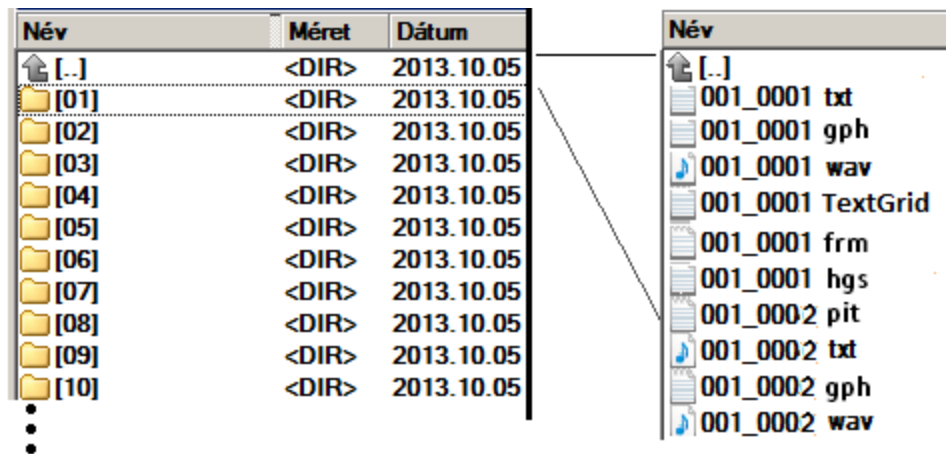 Név Méret Dátum
[..] <DIR> 2013.10.05
[01] <DIR> 2013.10.05
[02] <DIR> 2013.10.05
[03] <DIR> 2013.10.05
[04] <DIR> 2013.10.05
[05] <DIR> 2013.10.05
[06] <DIR> 2013.10.05
[07] <DIR> 2013.10.05
[08] <DIR> 2013.10.05
[09] <DIR> 2013.10.05
[10] <DIR> 2013.10.05
Név
[..]
001_0001 txt
001_0001 gph
001_0001 wav
001_0001 TextGrid
001_0001 frm
001_0001 hgs
001_0002 pit
001_0002 txt
001_0002 gph
001_0002 wav